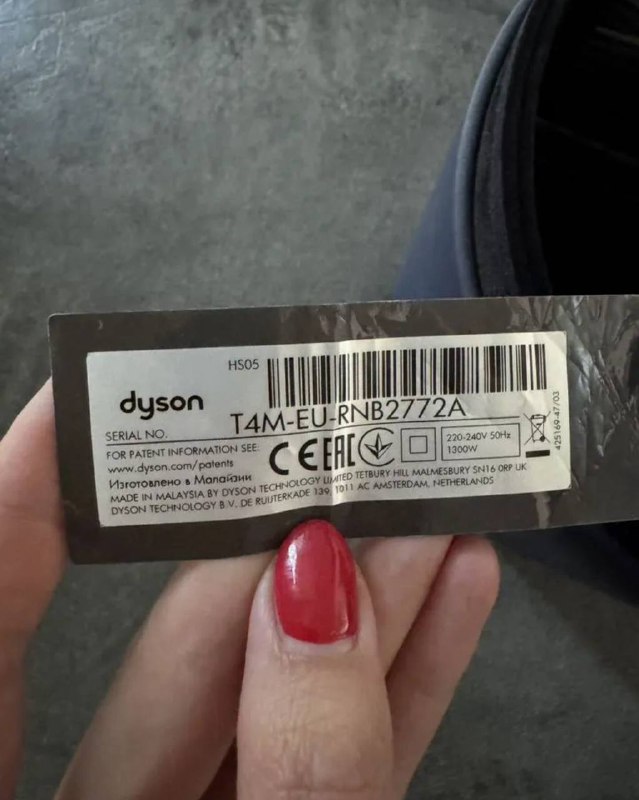 HS05
dyson
SERIAL NO. T4M-EU-RNB2772A
FOR PATENT INFORMATION SEE:
www.dyson.com/patents
CE EAC
220-240V 50Hz
1300W
Изготовлено в Малайзии
MADE IN MALAYSIA BY DYSON TECHNOLOGY LIMITED TETBURY HILL MALMESBURY SN16 0RP UK
DYSON TECHNOLOGY B.V. DE RUIJTERKADE 139, 1011 AC AMSTERDAM, NETHERLANDS
425169-47/03